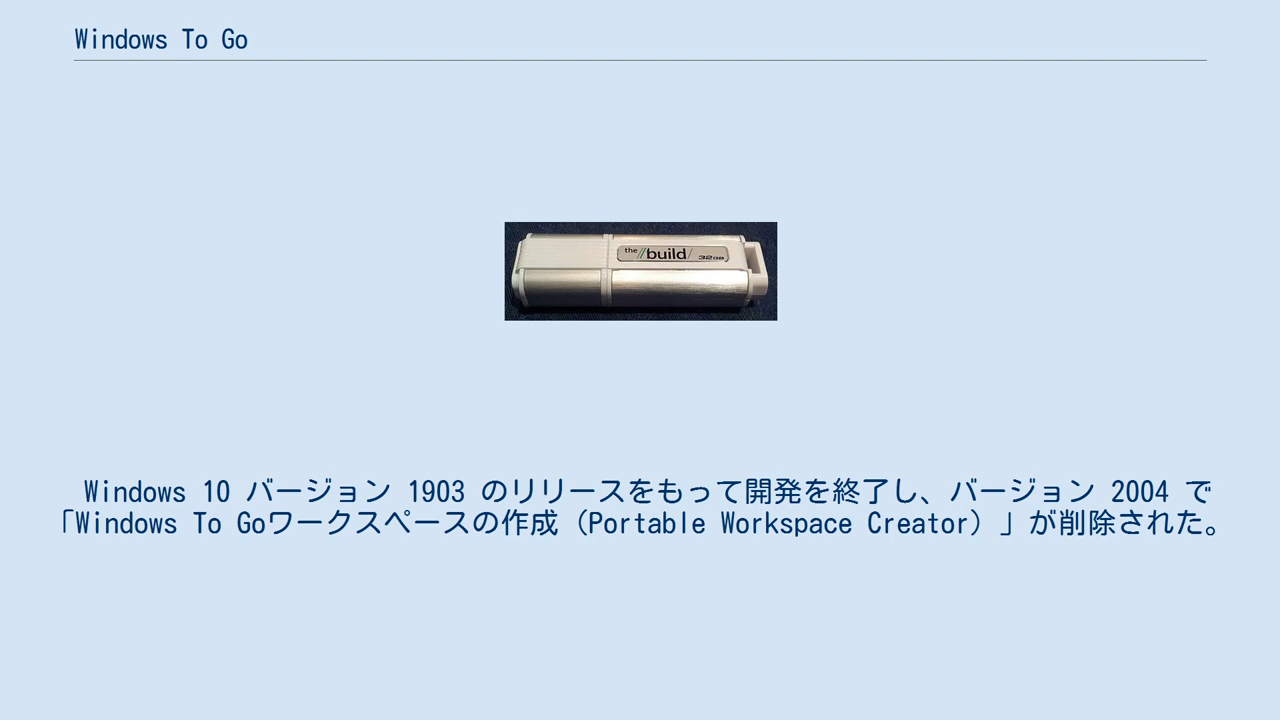 Windows To Go
the //build/ 32GB
Windows 10 バージョン 1903 のリリースをもって開発を終了し、バージョン 2004 で
「Windows To Goワークスペースの作成（Portable Workspace Creator）」が削除された。